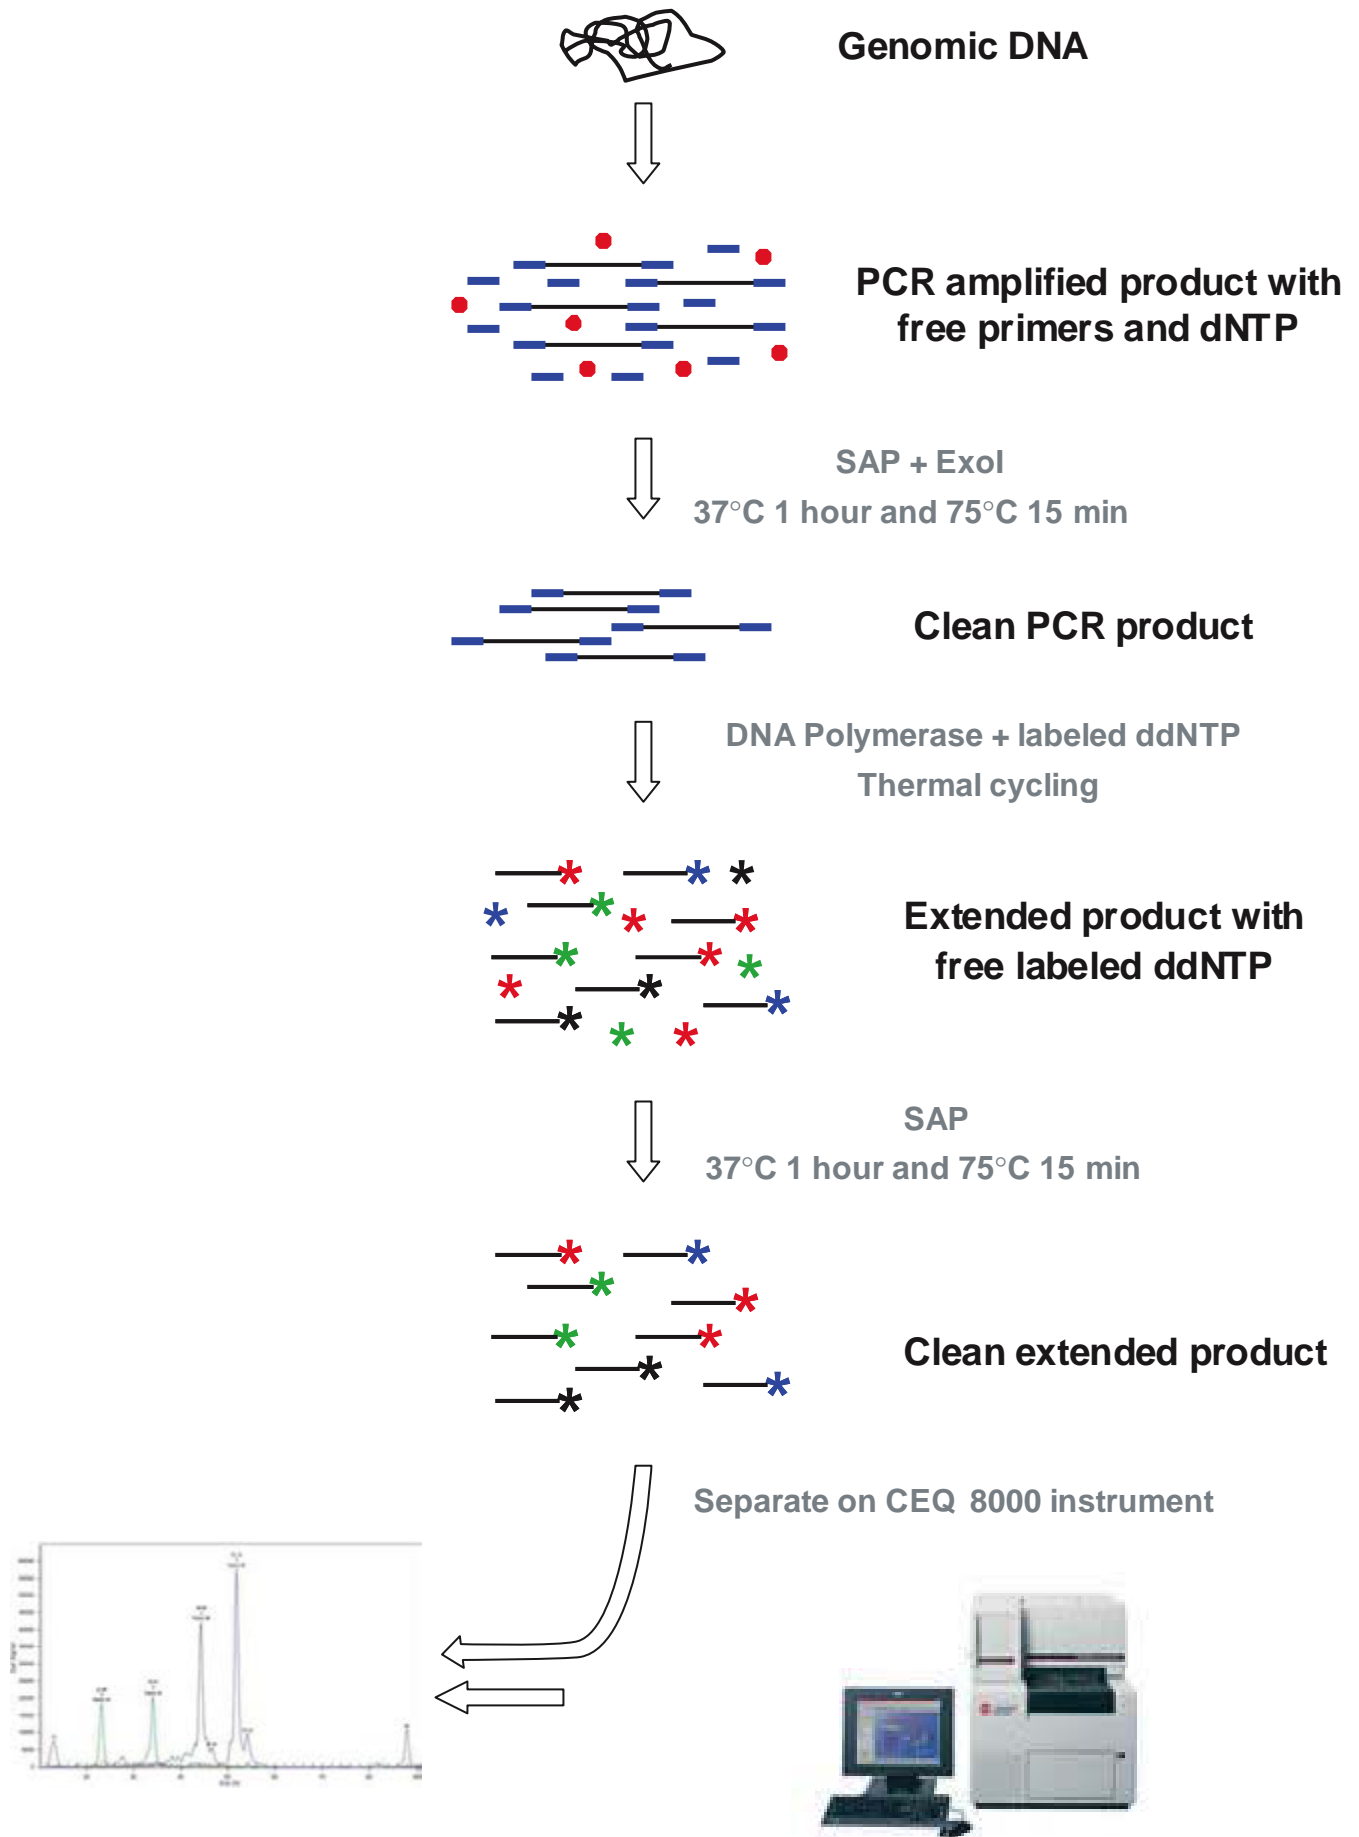 Genomic DNA
PCR amplified product with
free primers and dNTP
SAP + ExoI
37°C 1 hour and 75°C 15 min
Clean PCR product
DNA Polymerase + labeled ddNTP
Thermal cycling
Extended product with
free labeled ddNTP
SAP
37°C 1 hour and 75°C 15 min
Clean extended product
Separate on CEQ 8000 instrument